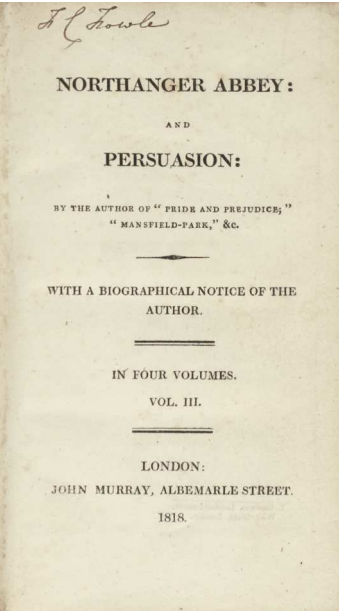 F C Fowle
NORTHANGER ABBEY:
AND
PERSUASION:
BY THE AUTHOR OF “ PRIDE AND PREJUDICE; ”
“ MANSFIELD-PARK,” &c.
WITH A BIOGRAPHICAL NOTICE OF THE
AUTHOR.
IN FOUR VOLUMES.
VOL. III.
LONDON:
JOHN MURRAY, ALBEMARLE STREET.
1818.